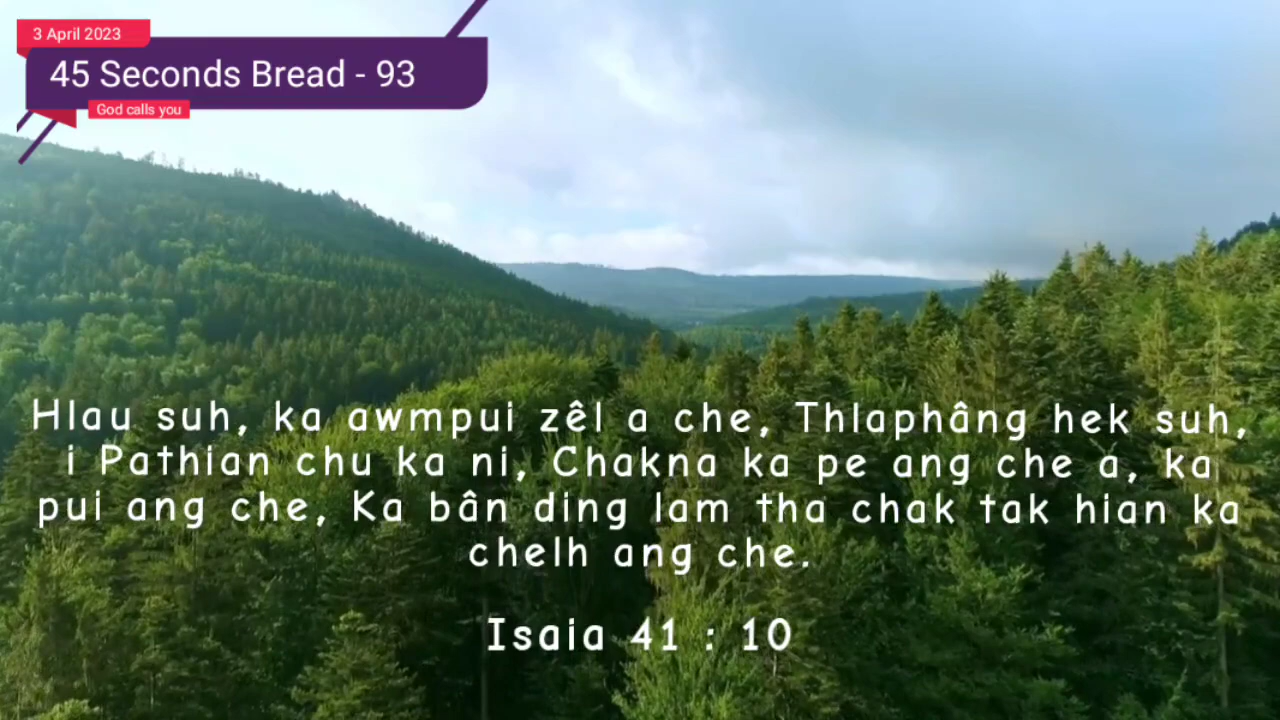 3 April 2023
45 Seconds Bread - 93
God calls you
Hlau suh, ka awmpui zêl a che, Thlaphâng hek suh,
i Pathian chu ka ni, Chakna ka pe ang che a, ka
pui ang che, Ka bân ding lam tha chak tak hian ka
chelh ang che.
Isaia 41 : 10